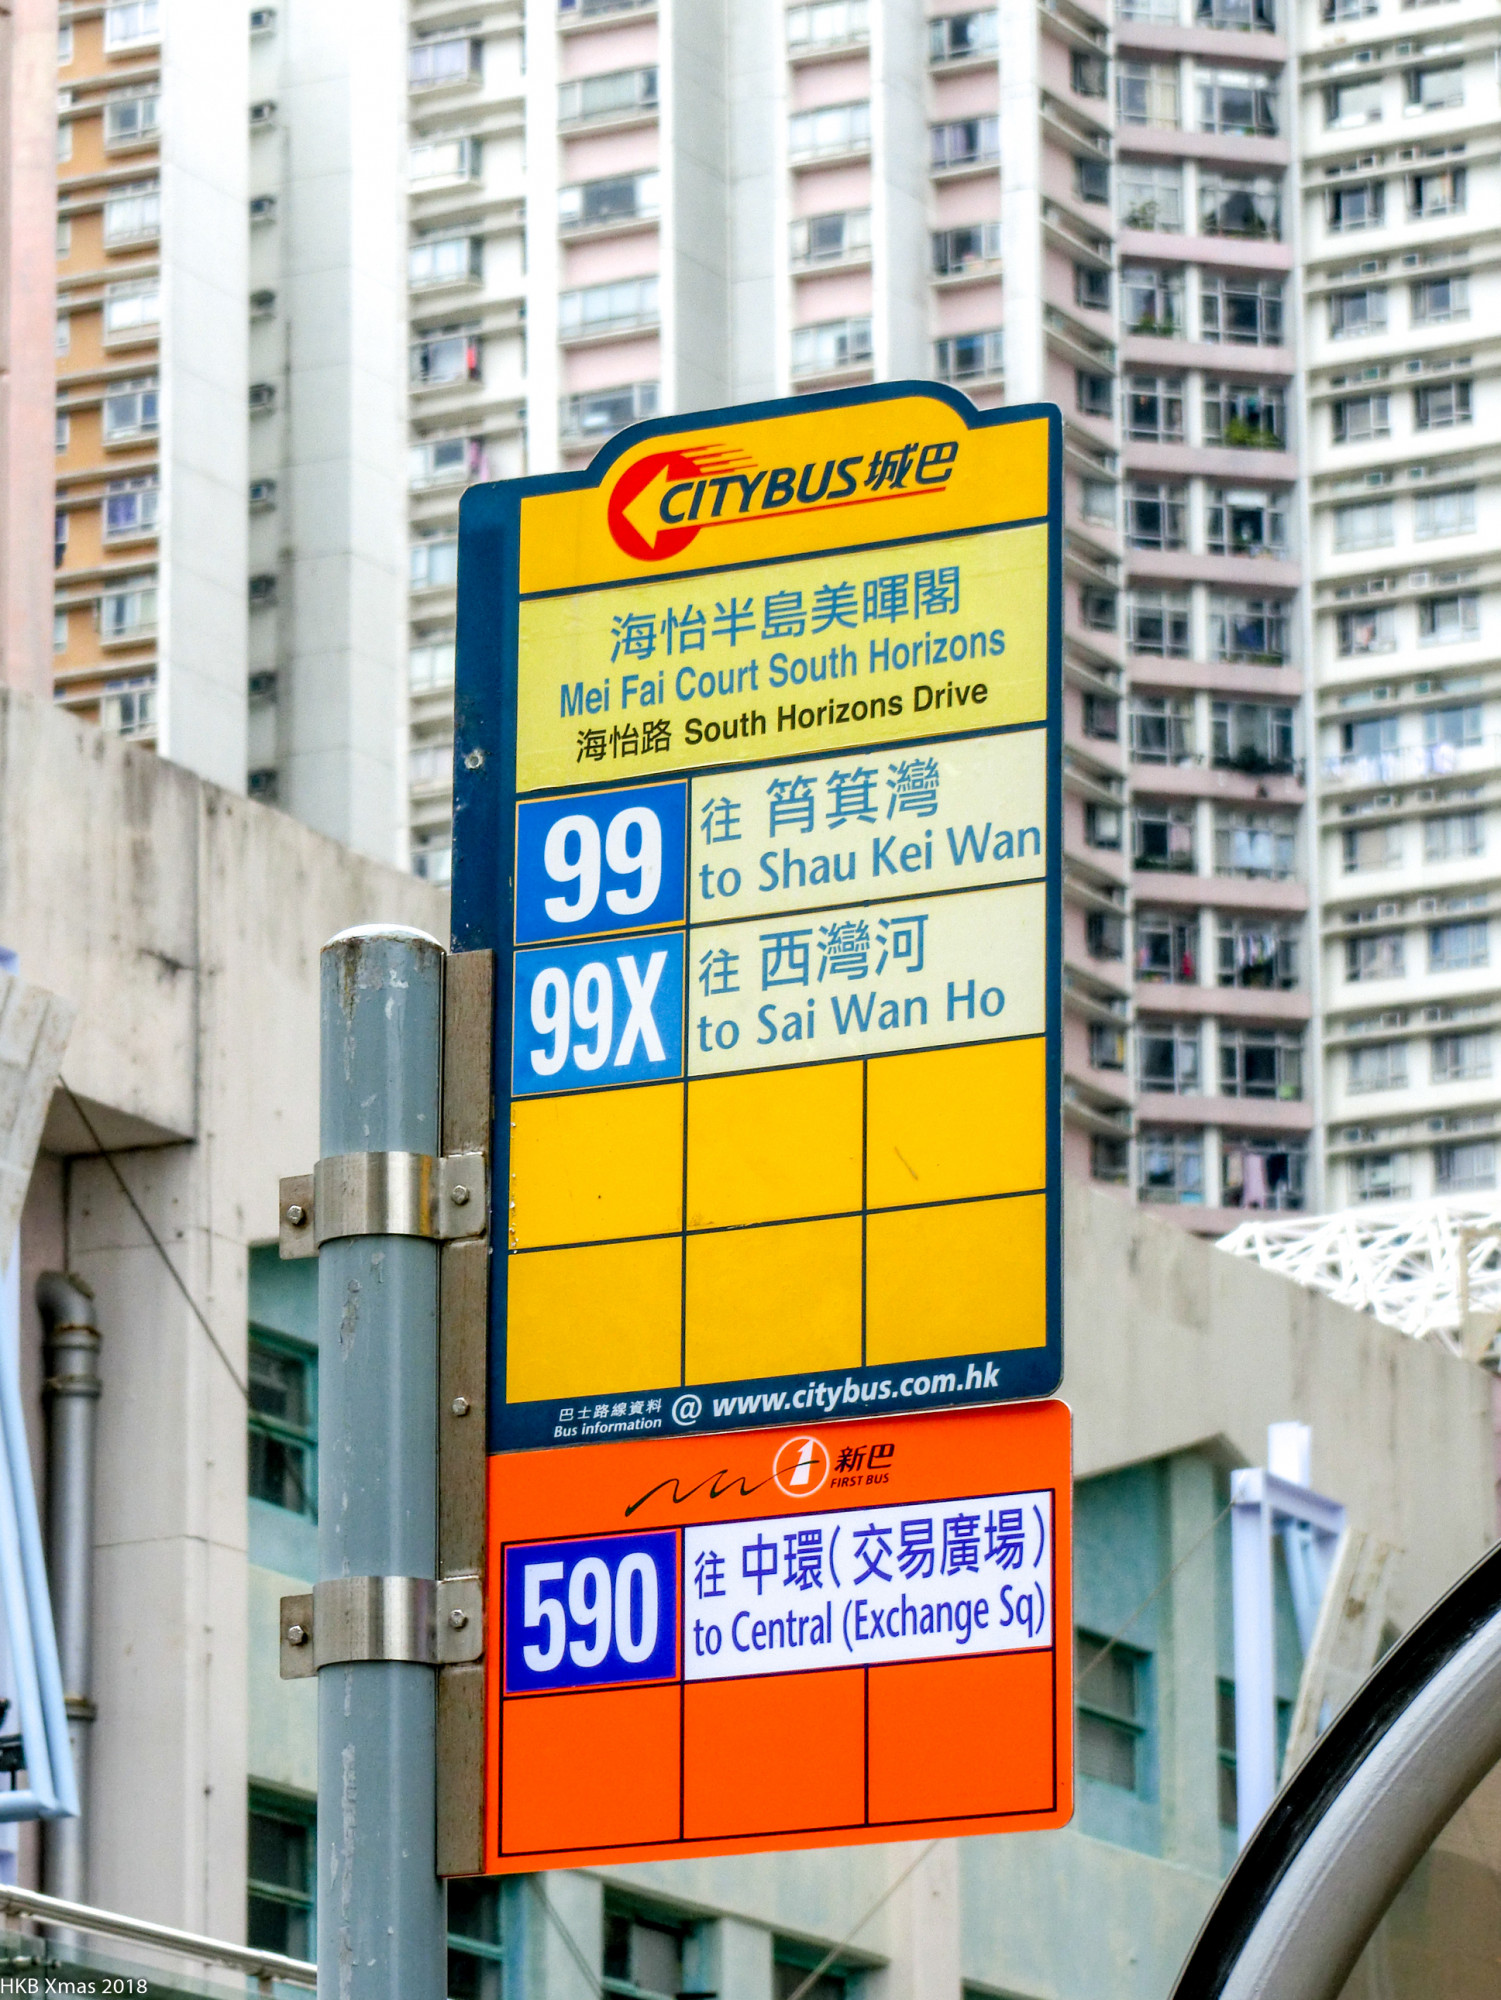 CITYBUS城巴
海怡半島美暉閣
Mei Fai Court South Horizons
海怡路 South Horizons Drive
99
往 筲箕灣
to Shau Kei Wan
99X
往 西灣河
to Sai Wan Ho
巴士路線資料
Bus information
@ www.citybus.com.hk
1 新巴
FIRST BUS
590
往 中環(交易廣場)
to Central (Exchange Sq)
HKB Xmas 2018